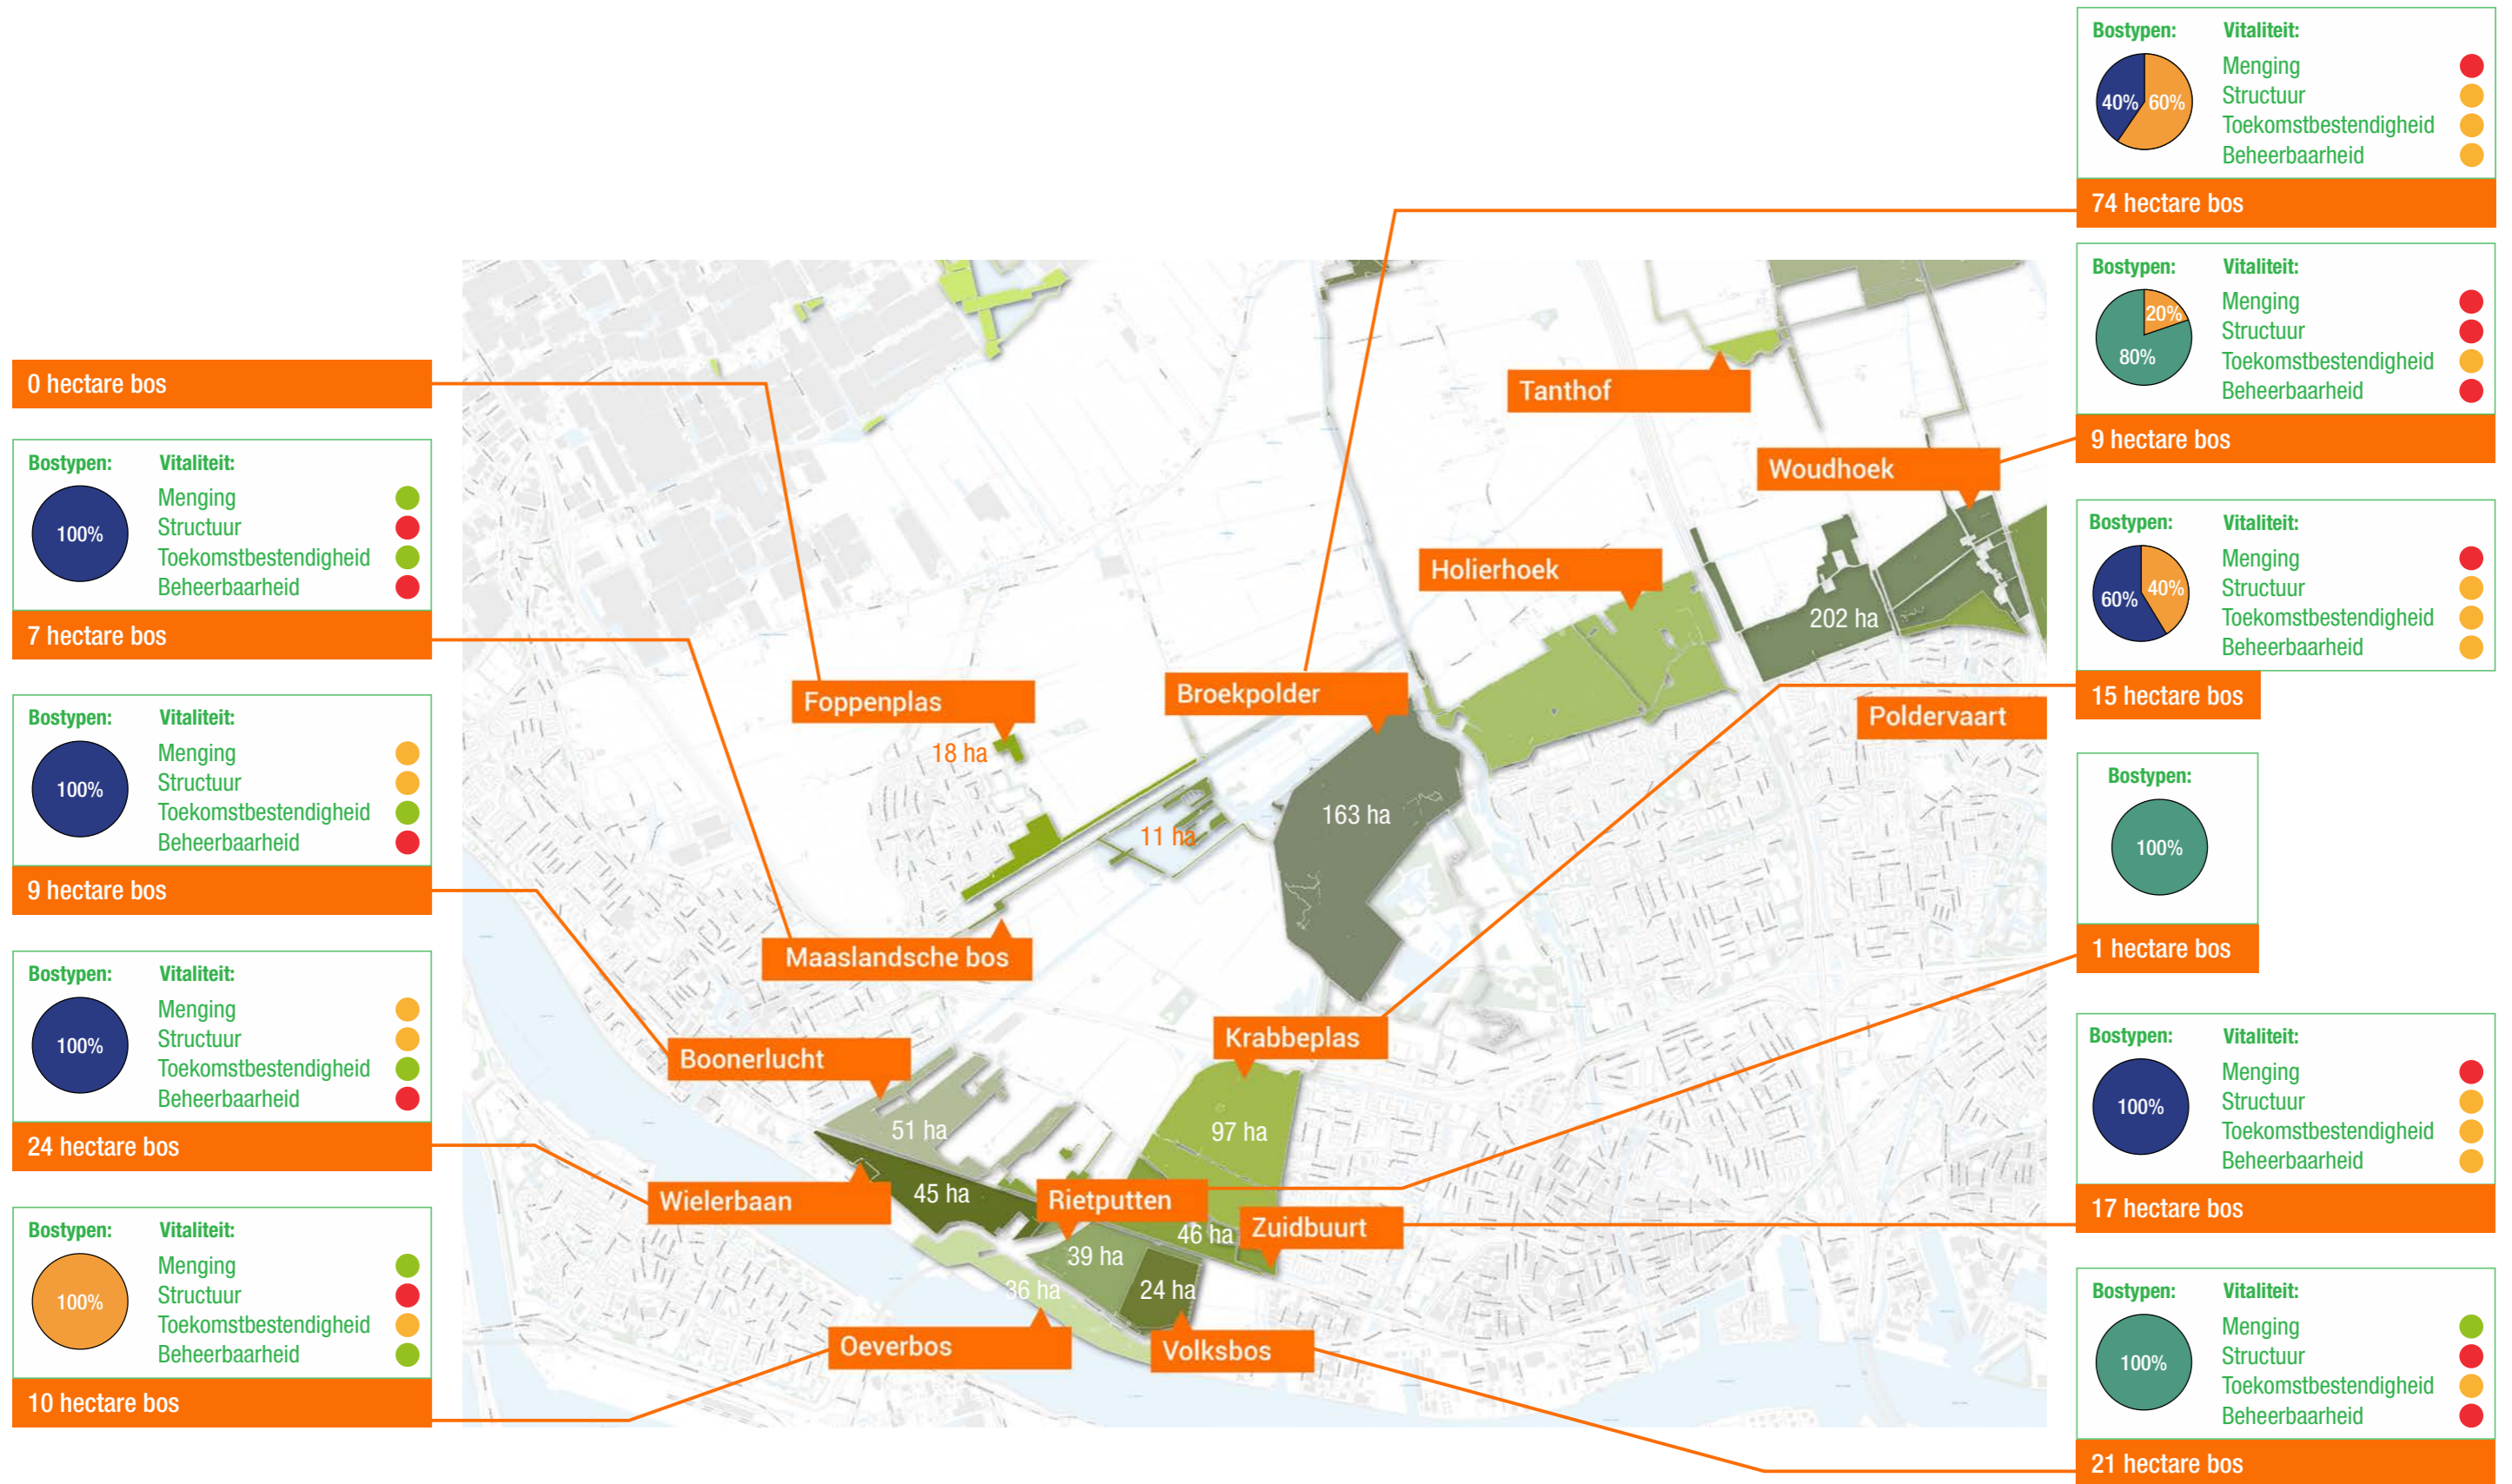 0 hectare bos
Bostypen: Vitaliteit:
100%
Menging
Structuur
Toekomstbestendigheid
Beheerbaarheid
7 hectare bos
Bostypen: Vitaliteit:
100%
Menging
Structuur
Toekomstbestendigheid
Beheerbaarheid
9 hectare bos
Bostypen: Vitaliteit:
100%
Menging
Structuur
Toekomstbestendigheid
Beheerbaarheid
24 hectare bos
Bostypen: Vitaliteit:
100%
Menging
Structuur
Toekomstbestendigheid
Beheerbaarheid
10 hectare bos
Tanthof
Woudhoek
Holierhoek
202 ha
Foppenplas
Broekpolder
Poldervaart
18 ha
163 ha
11 ha
Maaslandsche bos
Krabbeplas
Boonerlucht
51 ha
97 ha
45 ha
Wielerbaan
Rietputten
46 ha
Zuidbuurt
39 ha
36 ha
24 ha
Oeverbos
Volksbos
Bostypen: Vitaliteit:
40% 60%
Menging
Structuur
Toekomstbestendigheid
Beheerbaarheid
74 hectare bos
Bostypen: Vitaliteit:
20%
80%
Menging
Structuur
Toekomstbestendigheid
Beheerbaarheid
9 hectare bos
Bostypen: Vitaliteit:
60% 40%
Menging
Structuur
Toekomstbestendigheid
Beheerbaarheid
15 hectare bos
Bostypen:
100%
1 hectare bos
Bostypen: Vitaliteit:
100%
Menging
Structuur
Toekomstbestendigheid
Beheerbaarheid
17 hectare bos
Bostypen: Vitaliteit:
100%
Menging
Structuur
Toekomstbestendigheid
Beheerbaarheid
21 hectare bos